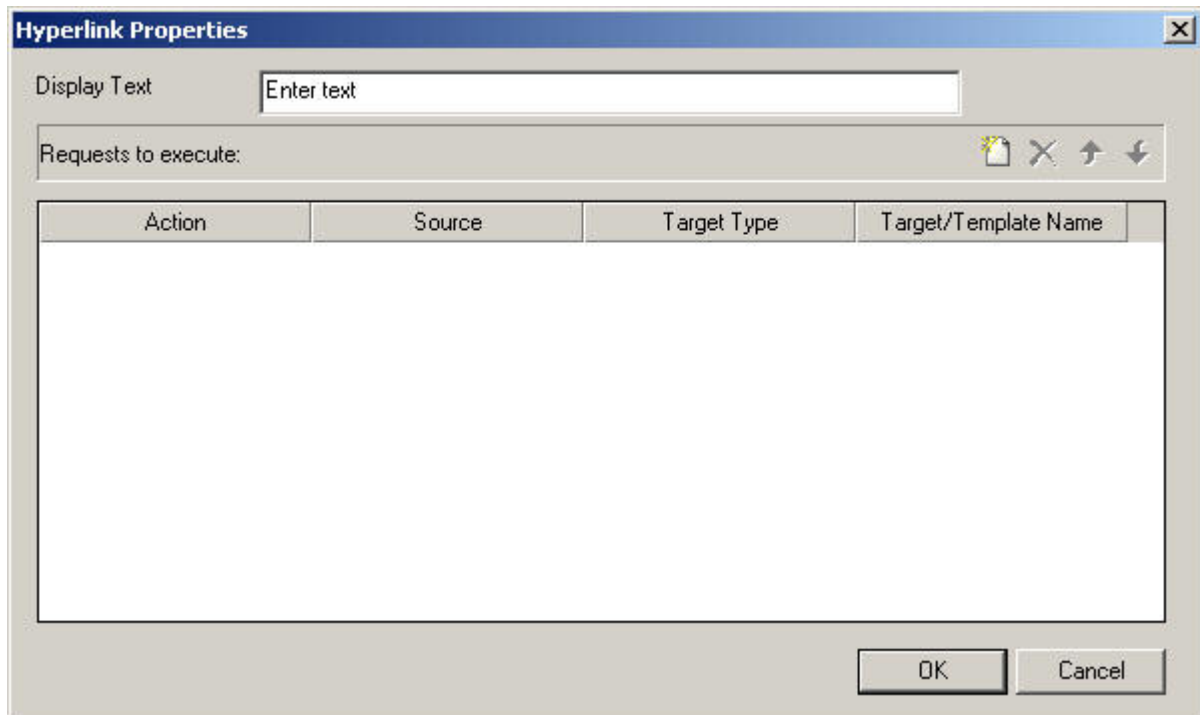 Hyperlink Properties
Display Text Enter text
Requests to execute:
Action Source Target Type Target/Template Name
OK Cancel